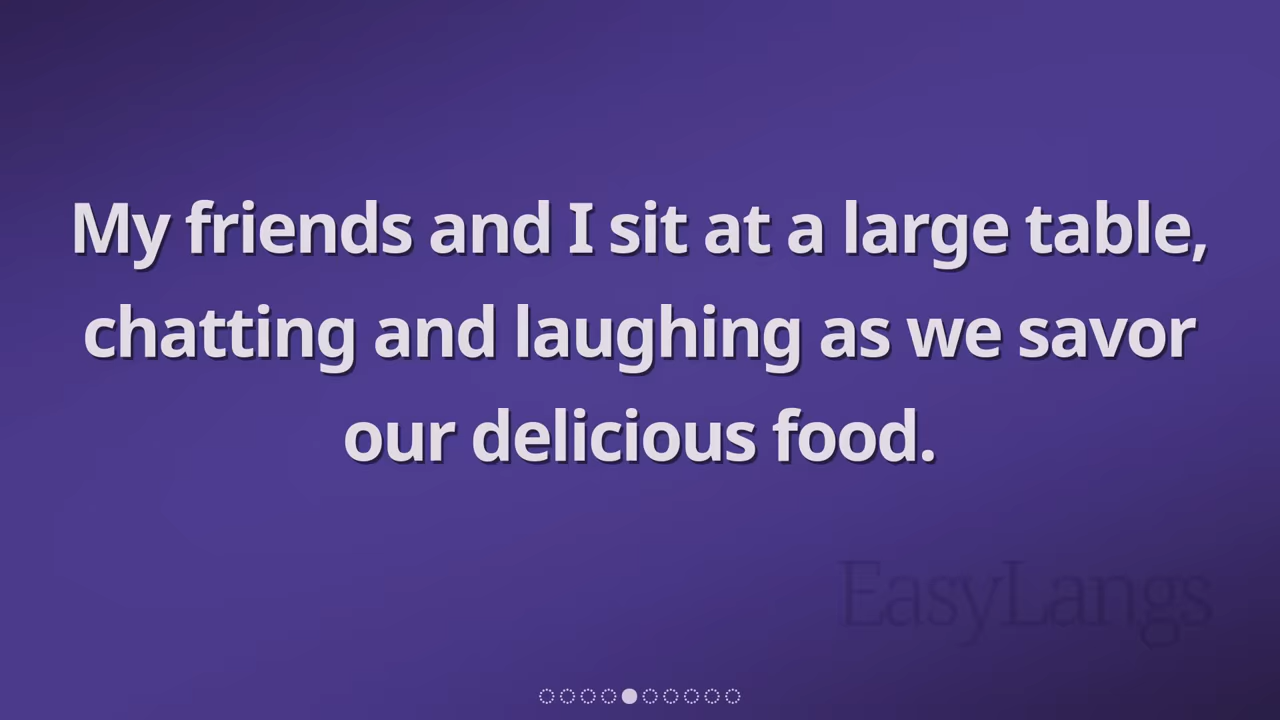 My friends and I sit at a large table,
chatting and laughing as we savor
our delicious food.
EasyLangs